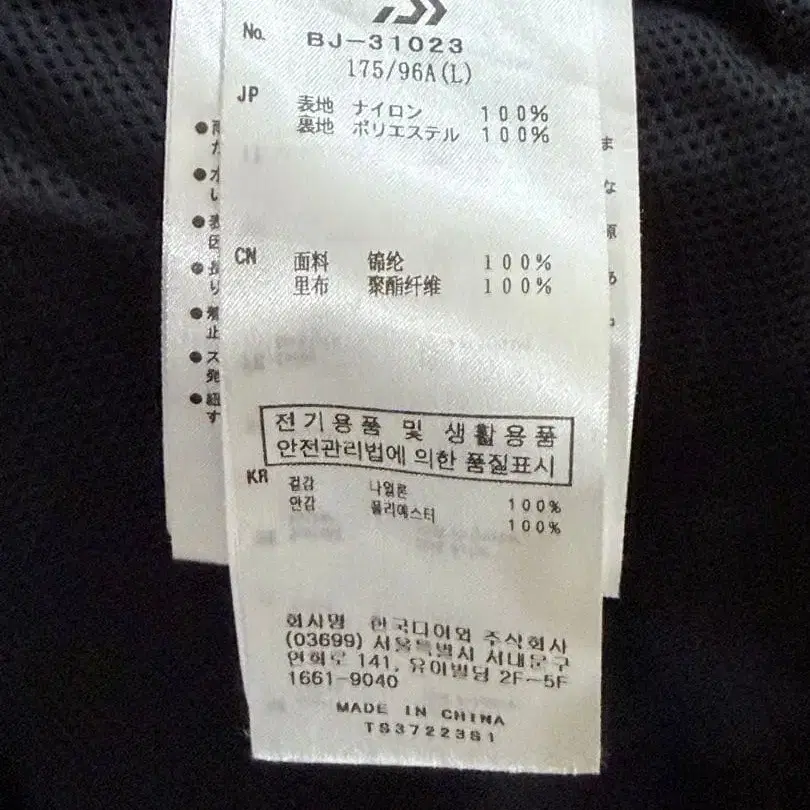 No. BJ-31023
175/96A(L)
JP
表地 ナイロン 100%
裏地 ポリエステル 100%
CN
面料 锦纶 100%
里布 聚酯纤维 100%
전기용품 및 생활용품
안전관리법에 의한 품질표시
KR
겉감 나일론 100%
안감 폴리에스터 100%
회사명 한국다이와 주식회사
(03699) 서울특별시 서대문구
연희로 141, 유이빌딩 2F-5F
1661-9040
MADE IN CHINA
TS37223S1